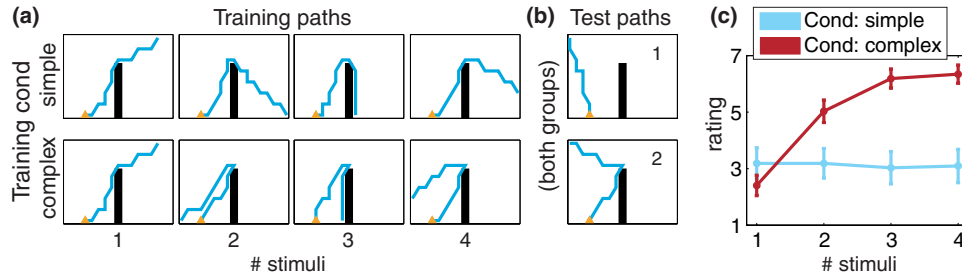 (a)
Training paths
Training cond
simple
complex
1
2
3
4
# stimuli
(b)
Test paths
(both groups)
1
2
(c)
Cond: simple
Cond: complex
rating
7
5
3
1
1
2
3
4
# stimuli